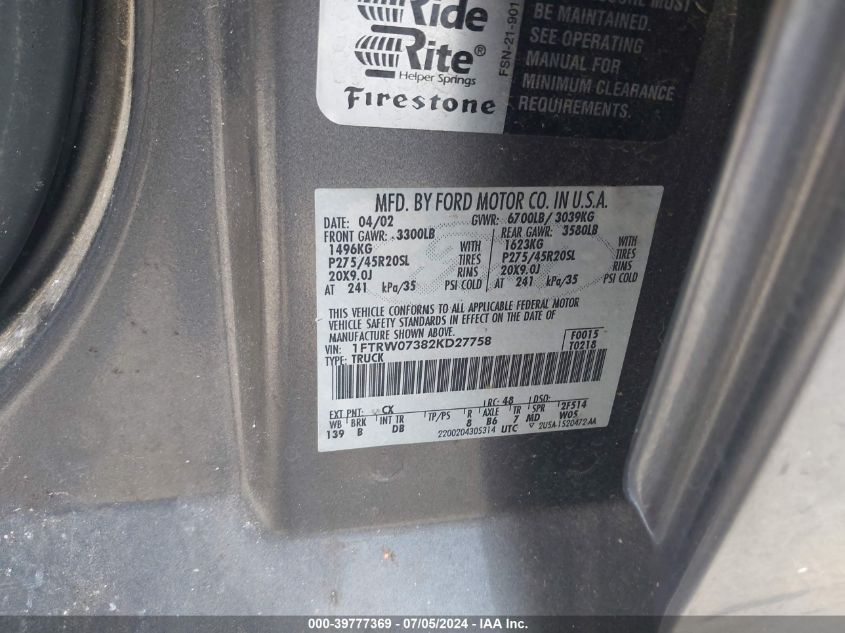 Ride
Rite®
Helper Springs
Firestone
FSN-21-901
BE MAINTAINED.
SEE OPERATING
MANUAL FOR
MINIMUM CLEARANCE
REQUIREMENTS.
MFD. BY FORD MOTOR CO. IN U.S.A.
DATE: 04/02 GVWR: 6700LB/ 3039KG
FRONT GAWR: 3300LB REAR GAWR: 3580LB
1496KG WITH 1623KG WITH
P275/45R20SL TIRES P275/45R20SL TIRES
20X9.0J RIMS 20X9.0J RIMS
AT 241 kPa/35 PSI COLD AT 241 kPa/35 PSI COLD
THIS VEHICLE CONFORMS TO ALL APPLICABLE FEDERAL MOTOR
VEHICLE SAFETY STANDARDS IN EFFECT ON THE DATE OF
MANUFACTURE SHOWN ABOVE.
VIN: 1FTRW07382KD27758 F0015
TYPE: TRUCK T0218
EXT PNT: CX RC: 48 DSO:
WB BRK INT TR TP/PS R AXLE TR SPR 2F514
139 B DB 8 B6 7 MD W05
2200204305314 UTC ▽ 2U5A-1520472-AA
000-39777369 - 07/05/2024 - IAA Inc.